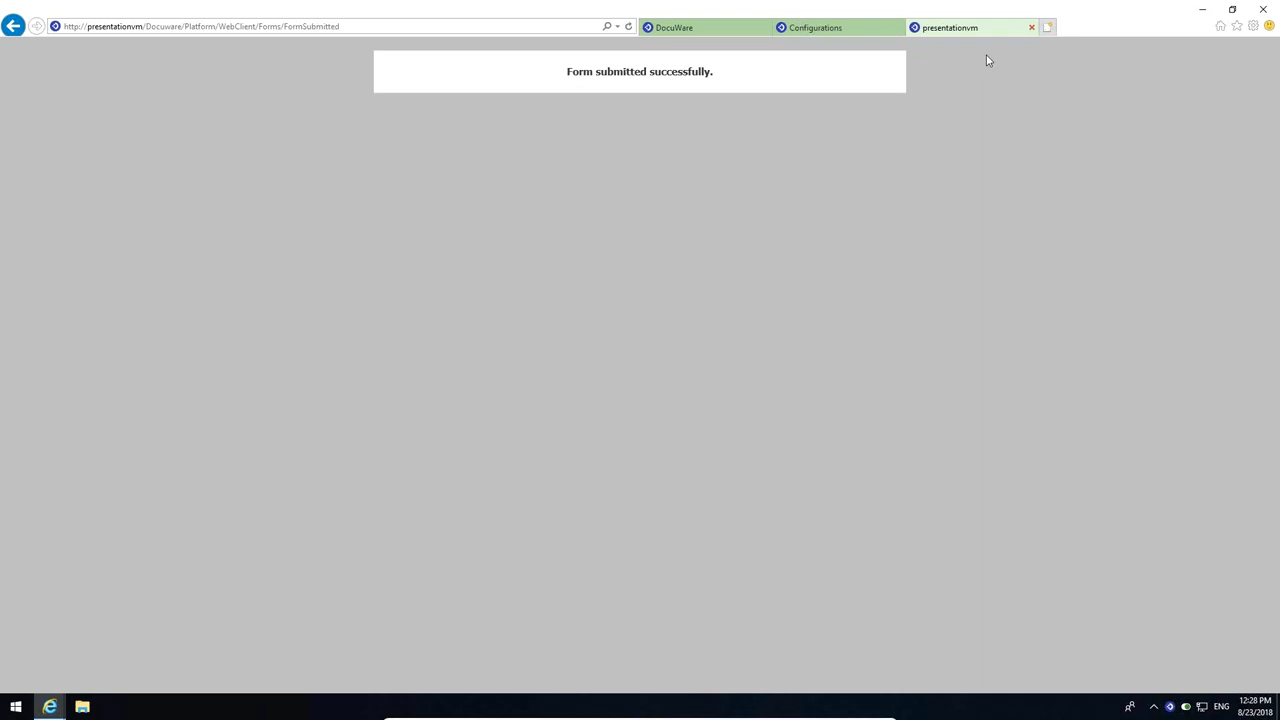 http://presentationvm/Docuware/Platform/WebClient/Forms/FormSubmitted
DocuWare
Configurations
presentationvm
Form submitted successfully.
ENG
12:28 PM
8/23/2018